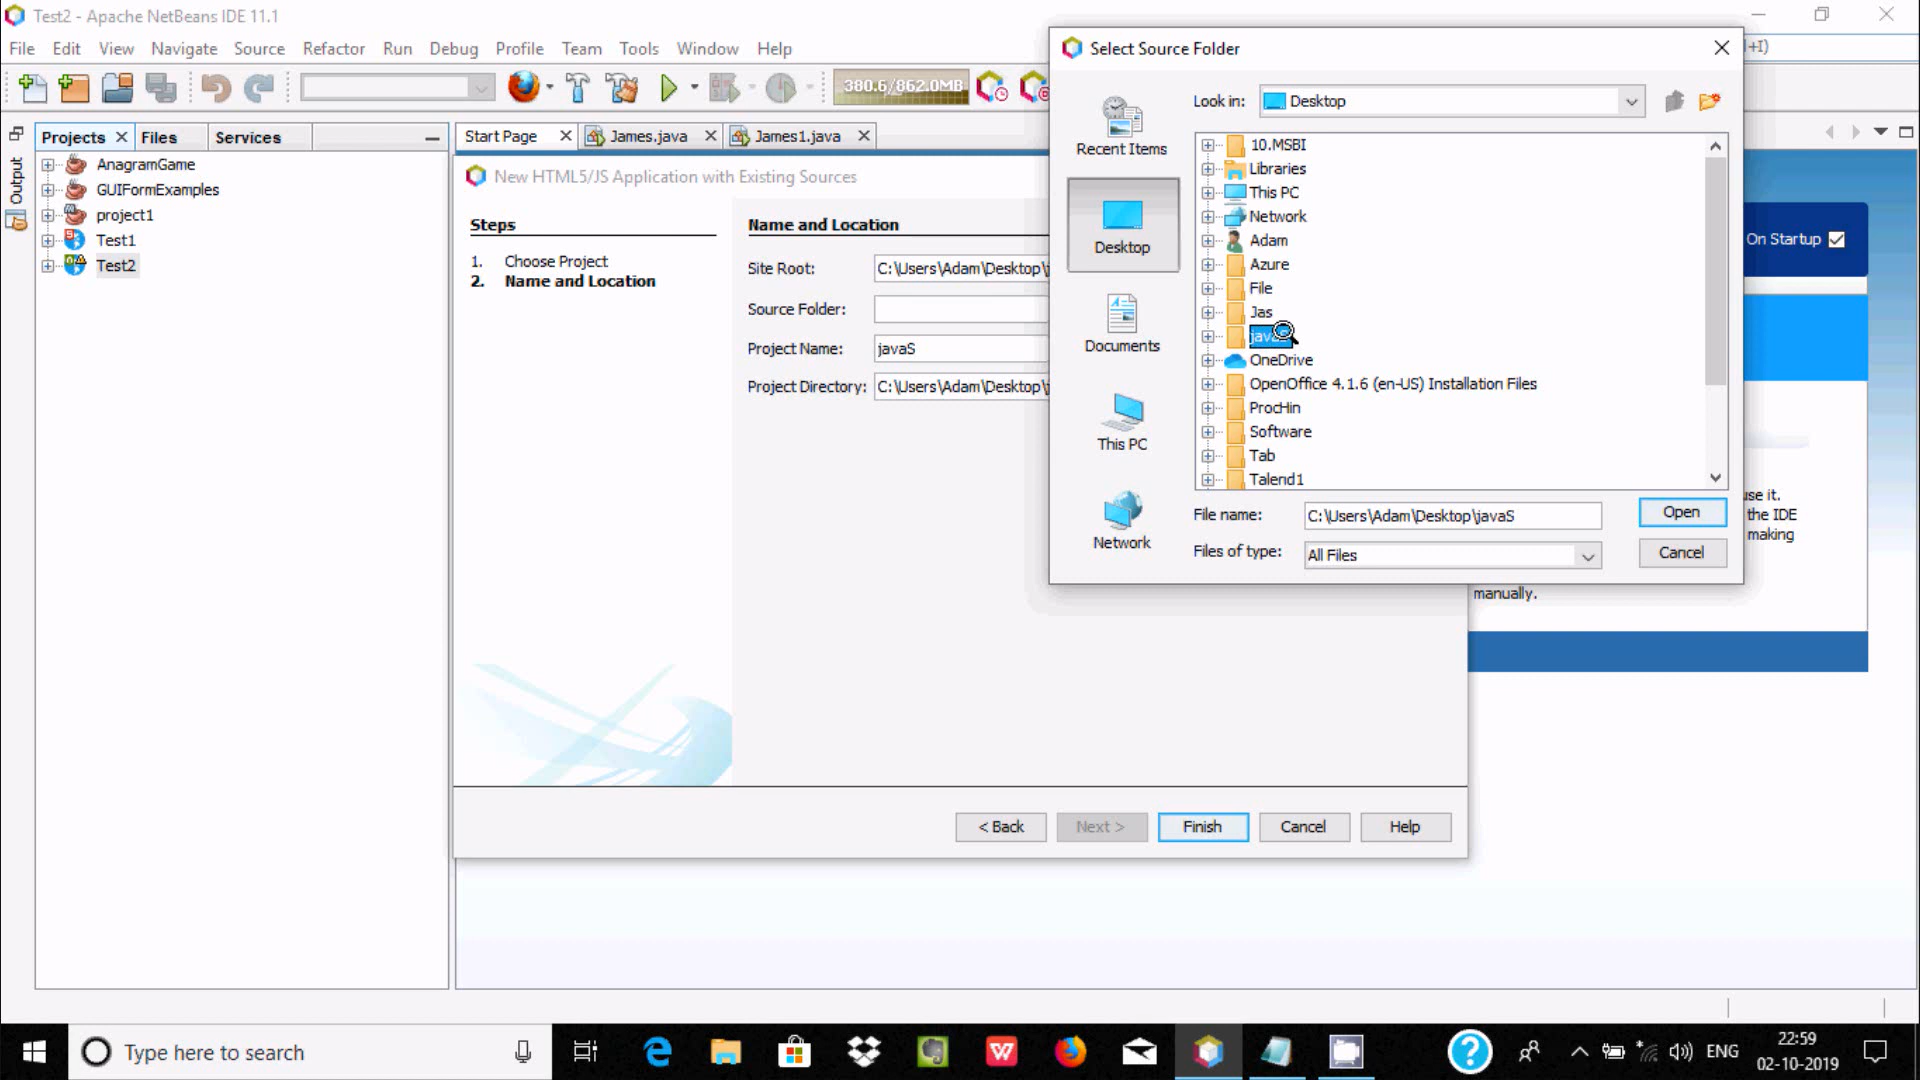 Test2 - Apache NetBeans IDE 11.1
File Edit View Navigate Source Refactor Run Debug Profile Team Tools Window Help
380.6/862.0MB
Output
Projects Files Services
AnagramGame
GUIFormExamples
project1
Test1
Test2
Start Page James.java James1.java
New HTML5/JS Application with Existing Sources
Steps
1. Choose Project
2. Name and Location
Name and Location
Site Root: C:\Users\Adam\Desktop\
Source Folder:
Project Name: javaS
Project Directory: C:\Users\Adam\Desktop\
< Back Next > Finish Cancel Help
Select Source Folder
Look in: Desktop
Recent Items
Desktop
Documents
This PC
Network
10.MSBI
Libraries
This PC
Network
Adam
Azure
File
Jas
OneDrive
OpenOffice 4.1.6 (en-US) Installation Files
ProcHin
Software
Tab
Talend1
File name: C:\Users\Adam\Desktop\javaS
Open
Files of type: All Files
Cancel
+I)
On Startup
use it.
the IDE
making
manually.
Type here to search
ENG
22:59
02-10-2019